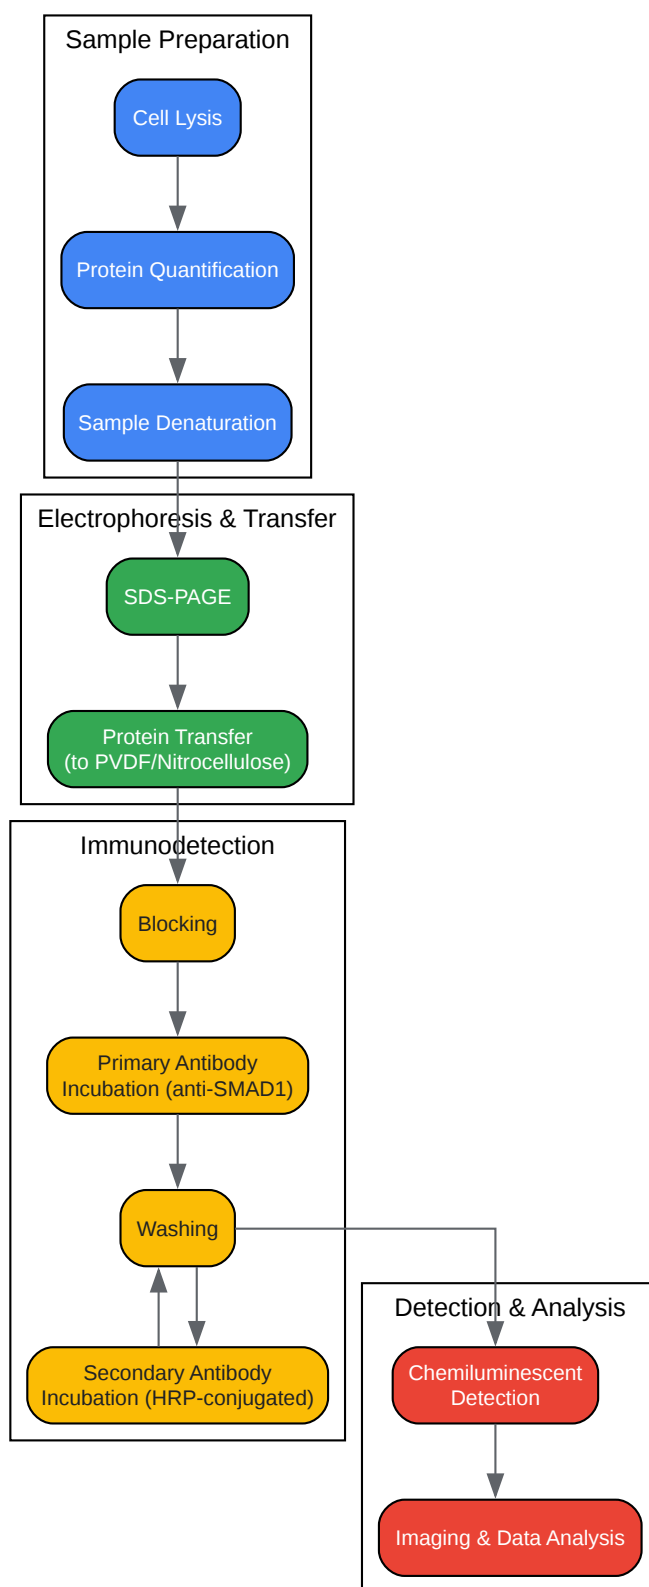 Sample Preparation
Cell Lysis
Protein Quantification
Sample Denaturation
Electrophoresis & Transfer
SDS-PAGE
Protein Transfer
(to PVDF/Nitrocellulose)
Immunodetection
Blocking
Primary Antibody
Incubation (anti-SMAD1)
Washing
Secondary Antibody
Incubation (HRP-conjugated)
Detection & Analysis
Chemiluminescent
Detection
Imaging & Data Analysis